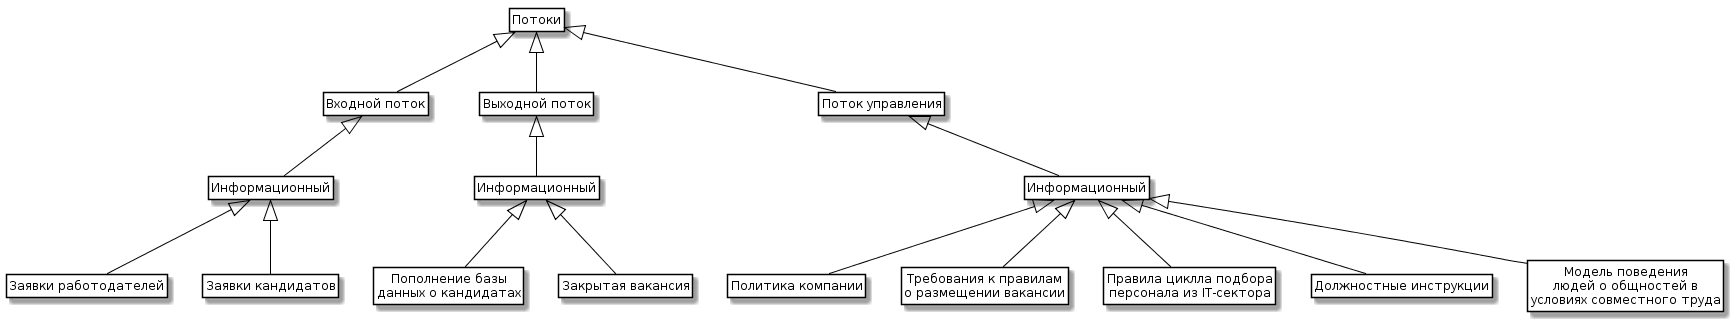 Потоки
Входной поток
Выходной поток
Поток управления
Информационный
Информационный
Информационный
Заявки работодателей
Заявки кандидатов
Пополнение базы
данных о кандидатах
Закрытая вакансия
Политика компании
Требования к правилам
о размещении вакансии
Правила циклла подбора
персонала из IT-сектора
Должностные инструкции
Модель поведения
людей о общностей в
условиях совместного труда